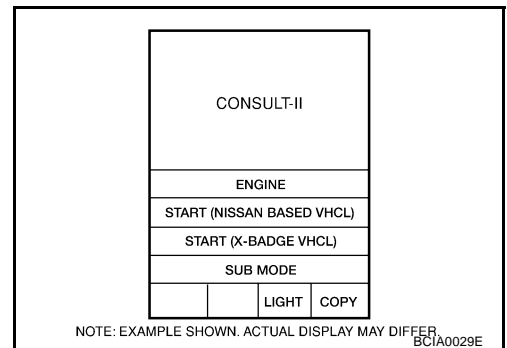 CONSULT-II
ENGINE
START (NISSAN BASED VHCL)
START (X-BADGE VHCL)
SUB MODE
LIGHT COPY
NOTE: EXAMPLE SHOWN. ACTUAL DISPLAY MAY DIFFER.
BCIA0029E